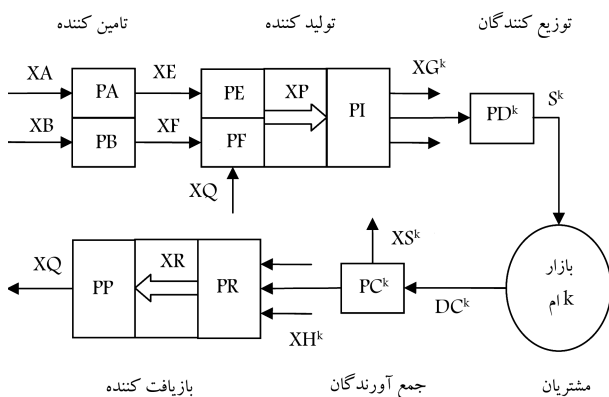 توزیع کنندگان
تولید کننده
تامین کننده
XA
XE
XP
XG^k
PA
PE
PI
PD^k
S^k
XB
XF
PB
PF
XQ
XQ
XR
XS^k
PP
PR
PC^k
DC^k
XH^k
بازار
k ام
مشتریان
جمع آورندگان
بازیافت کننده